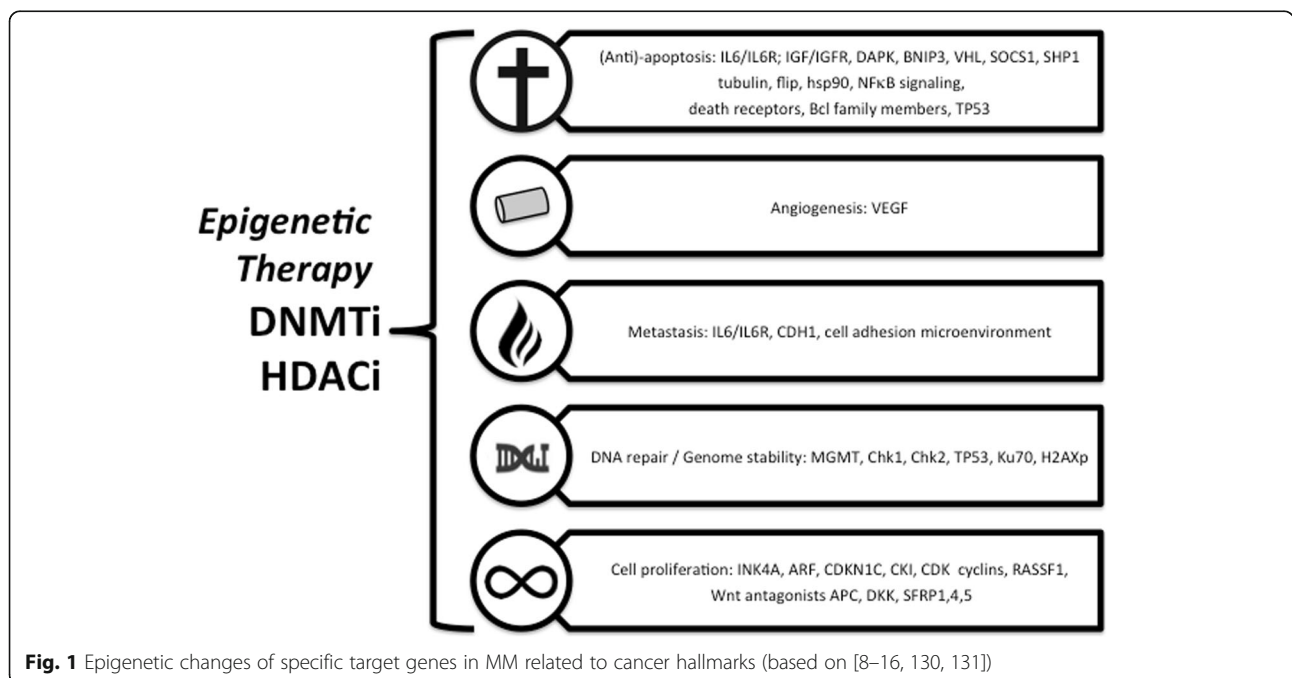 Epigenetic
Therapy
DNMTi
HDACi
(Anti)-apoptosis: IL6/IL6R; IGF/IGFR, DAPK, BNIP3, VHL, SOCS1, SHP1
tubulin, flip, hsp90, NFκB signaling,
death receptors, Bcl family members, TP53
Angiogenesis: VEGF
Metastasis: IL6/IL6R, CDH1, cell adhesion microenvironment
DNA repair / Genome stability: MGMT, Chk1, Chk2, TP53, Ku70, H2AXp
Cell proliferation: INK4A, ARF, CDKN1C, CKI, CDK cyclins, RASSF1,
Wnt antagonists APC, DKK, SFRP1,4,5
Fig. 1 Epigenetic changes of specific target genes in MM related to cancer hallmarks (based on [8–16, 130, 131])